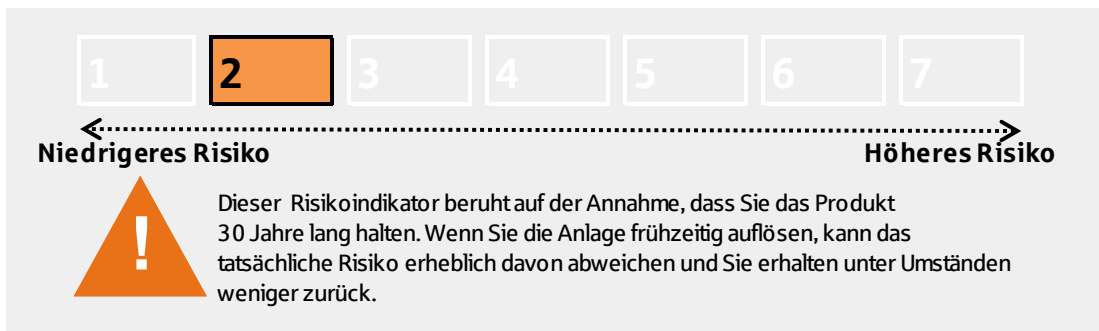 1 2 3 4 5 6 7
Niedrigeres Risiko Höheres Risiko
!
Dieser Risikoindikator beruht auf der Annahme, dass Sie das Produkt
30 Jahre lang halten. Wenn Sie die Anlage frühzeitig auflösen, kann das
tatsächliche Risiko erheblich davon abweichen und Sie erhalten unter Umständen
weniger zurück.